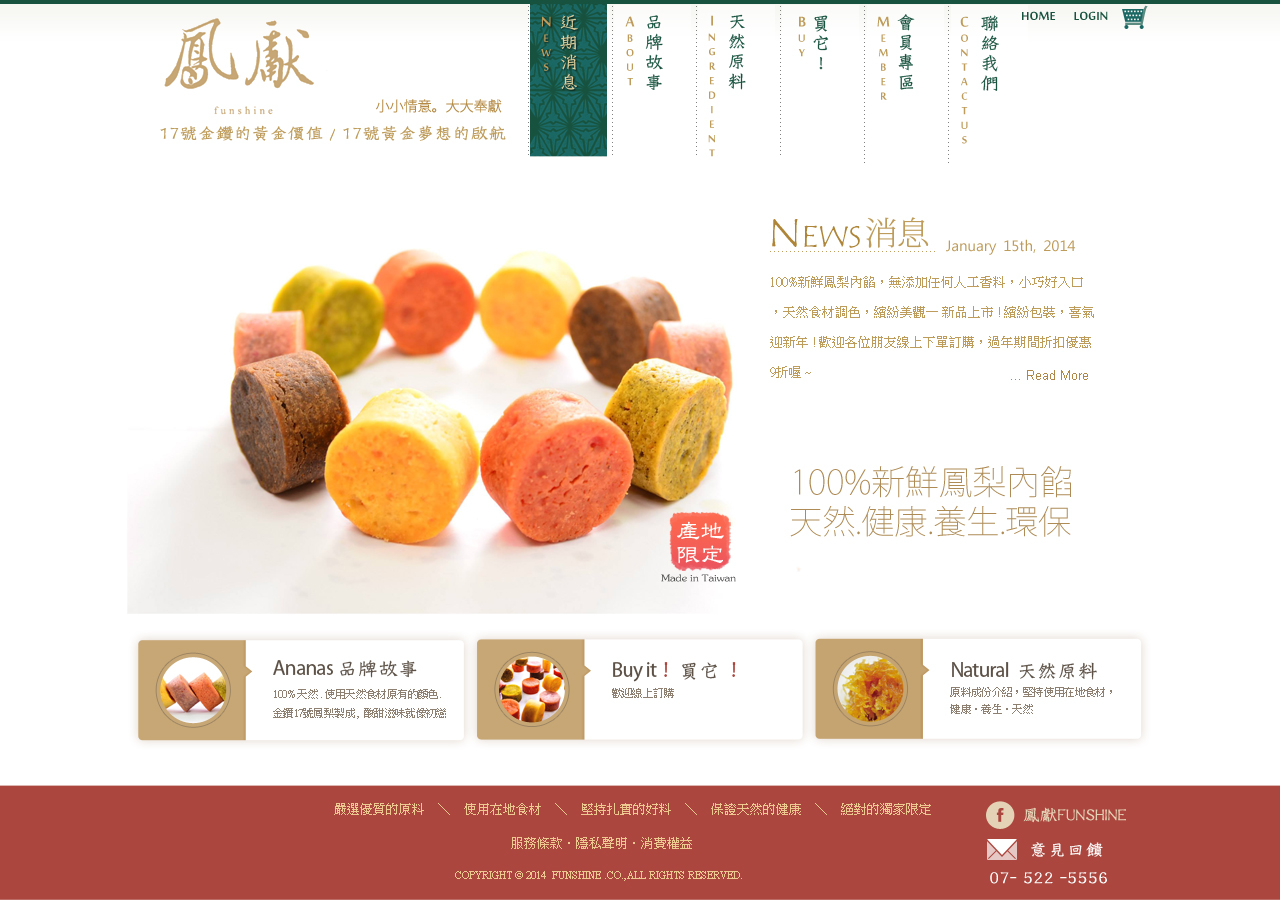 鳳獻
funshine
小小情意。大大奉獻
17號金鑽的黃金價值 / 17號黃金夢想的啟航
近期消息
NEWS
品牌故事
ABOUT
天然原料
INGREDIENT
買它！
BUY
會員專區
MEMBER
聯絡我們
CONTACTUS
HOME LOGIN
NEWS消息 January 15th, 2014
100%新鮮鳳梨內餡，無添加任何人工香料，小巧好入口
，天然食材調色，繽紛美觀一 新品上市 ! 繽紛包裝，喜氣
迎新年 ! 歡迎各位朋友線上下單訂購，過年期間折扣優惠
9折喔 ~ ... Read More
100%新鮮鳳梨內餡
天然.健康.養生.環保
產地
限定
Made in Taiwan
Ananas 品牌故事
100% 天然 . 使用天然食材原有的顏色 .
金鑽17號鳳梨製成, 酸甜滋味就像初戀
Buy it！買它！
歡迎線上訂購
Natural 天然原料
原料成份介紹，堅持使用在地食材，
健康・養生・天然
嚴選優質的原料 ＼ 使用在地食材 ＼ 堅持扎實的好料 ＼ 保證天然的健康 ＼ 絕對的獨家限定
服務條款・隱私聲明・消費權益
COPYRIGHT @ 2014 FUNSHINE .CO.,ALL RIGHTS RESERVED.
鳳獻FUNSHINE
意見回饋
07- 522 -5556